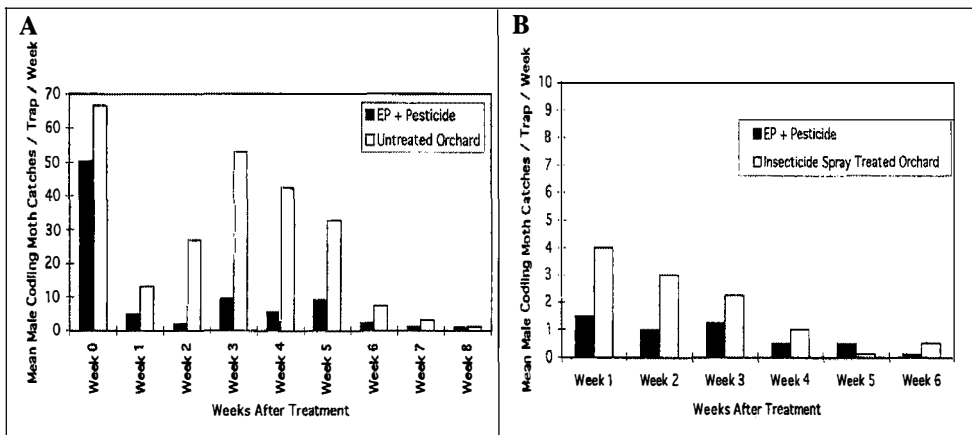 A
Mean Male Codling Moth Catches / Trap / Week
70
60
50
40
30
20
10
0
EP + Pesticide
Untreated Orchard
Week 0
Week 1
Week 2
Week 3
Week 4
Week 5
Week 6
Week 7
Week 8
Weeks After Treatment
B
Mean Male Codling Moth Catches / Trap / Week
10
9
8
7
6
5
4
3
2
1
0
EP + Pesticide
Insecticide Spray Treated Orchard
Week 1 Week 2 Week 3 Week 4 Week 5 Week 6
Weeks After Treatment